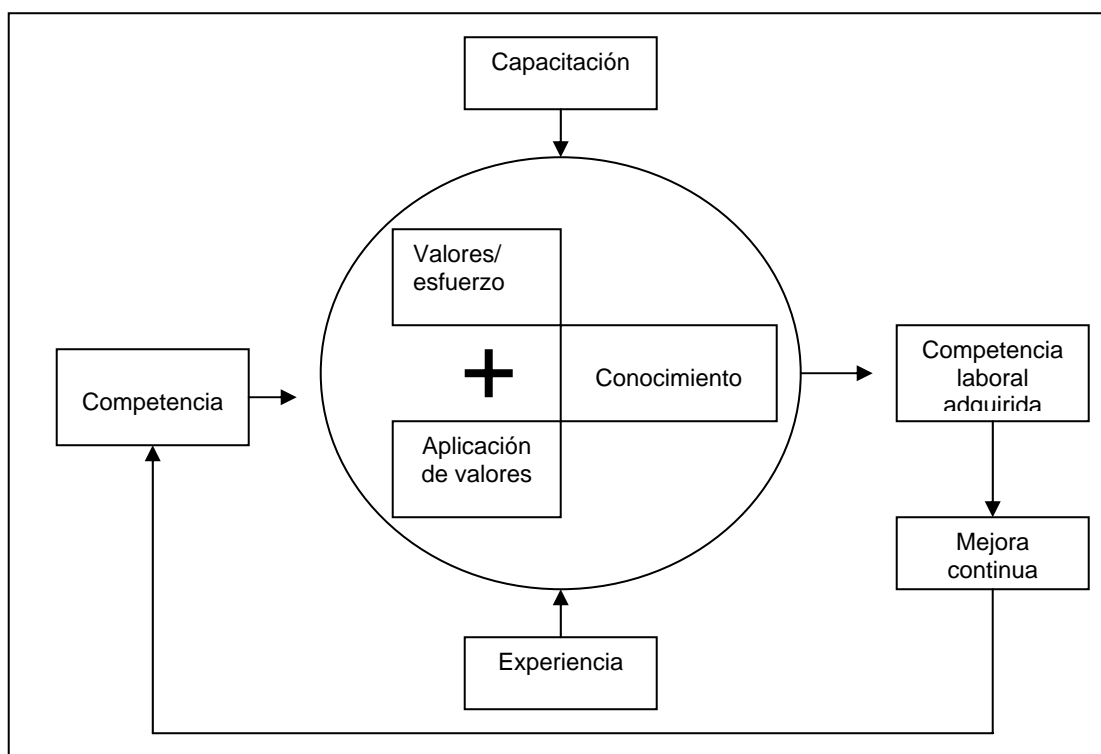 Capacitación
Valores/
esfuerzo
Competencia
Conocimiento
Competencia
laboral
adquirida
Aplicación
de valores
Mejora
continua
Experiencia